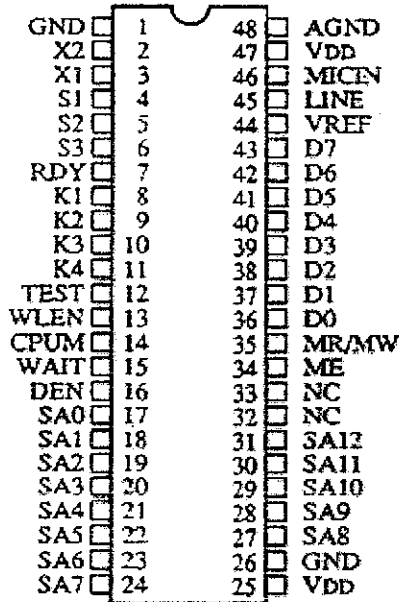 GND 1 48 AGND
X2 2 47 VDD
X1 3 46 MICIN
S1 4 45 LINE
S2 5 44 VREF
S3 6 43 D7
RDY 7 42 D6
K1 8 41 D5
K2 9 40 D4
K3 10 39 D3
K4 11 38 D2
TEST 12 37 D1
WLEN 13 36 D0
CPUM 14 35 MR/MW
WAIT 15 34 ME
DEN 16 33 NC
SA0 17 32 NC
SA1 18 31 SA12
SA2 19 30 SA11
SA3 20 29 SA10
SA4 21 28 SA9
SA5 22 27 SA8
SA6 23 26 GND
SA7 24 25 VDD